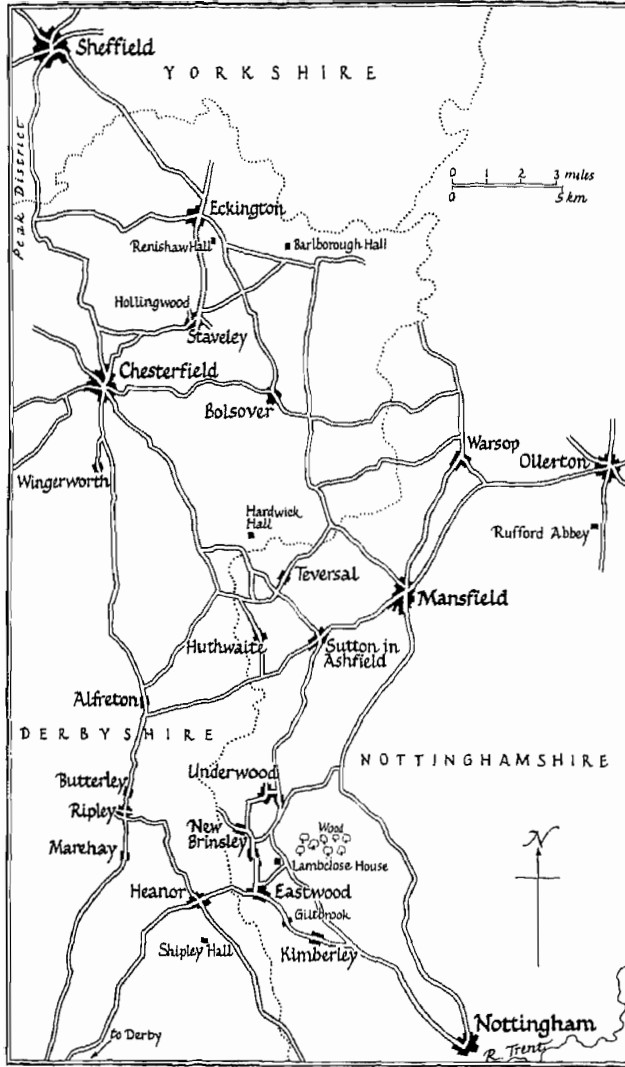 Sheffield
YORKSHIRE
Peak District
0 1 2 3 miles
0 5 km
Eckington
Renishaw Hall
Barlborough Hall
Hollingwood
Staveley
Chesterfield
Bolsover
Warsop
Ollerton
Wingerworth
Hardwick
Hall
Rufford Abbey
Teversal
Mansfield
Huthwaite
Sutton in
Ashfield
Alfreton
DERBYSHIRE
NOTTINGHAMSHIRE
Underwood
Butterley
Ripley
New
Brinsley
Wood
N
Marehay
Lambclose House
Heanor
Eastwood
Giltbrook
Shipley Hall
Kimberley
Nottingham
to Derby
R. Trent